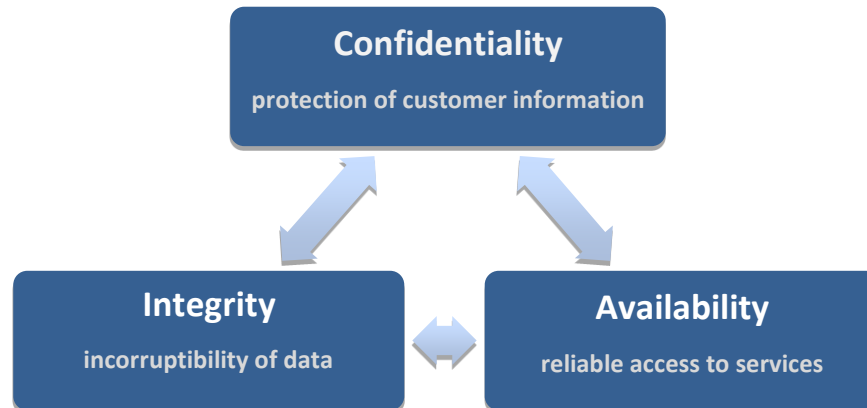 Confidentiality
protection of customer information
Integrity
incorruptibility of data
Availability
reliable access to services